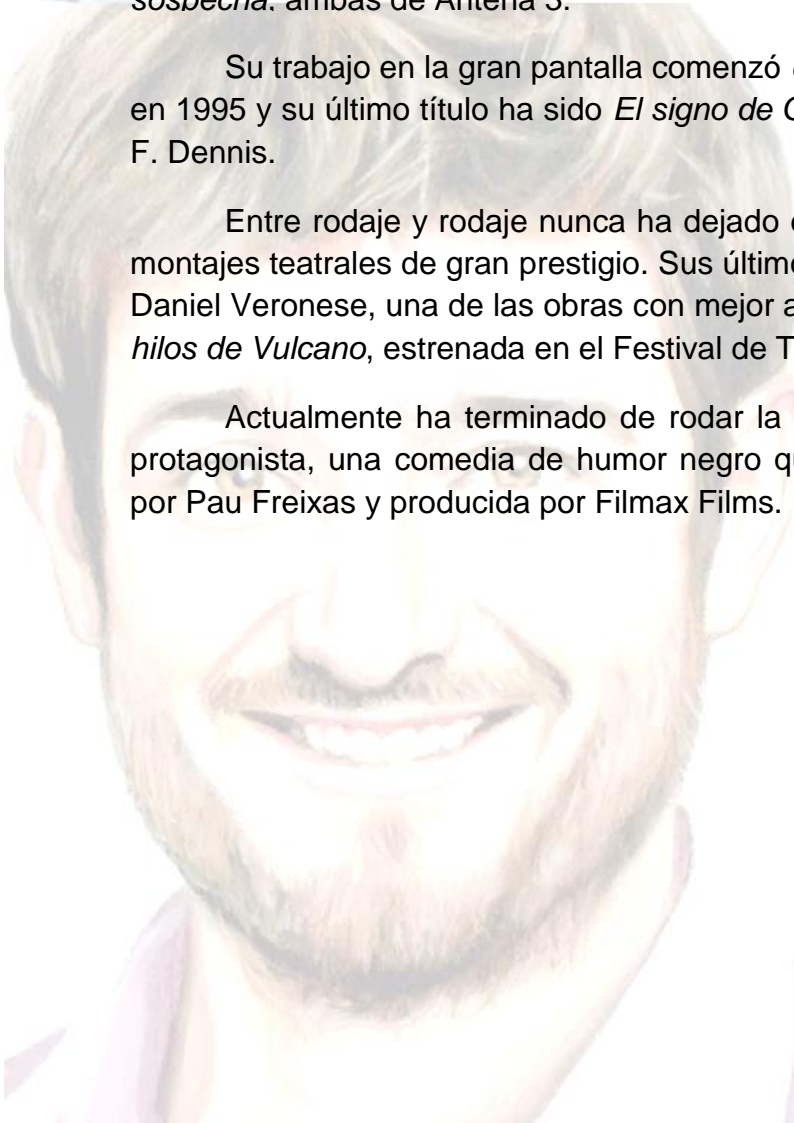 sospecha, ambas de Antena 3.
Su trabajo en la gran pantalla comenzó
en 1995 y su último título ha sido El signo de
F. Dennis.
Entre rodaje y rodaje nunca ha dejado
montajes teatrales de gran prestigio. Sus
Daniel Veronese, una de las obras con mejor
hilos de Vulcano, estrenada en el Festival de
Actualmente ha terminado de rodar la
protagonista, una comedia de humor negro
por Pau Freixas y producida por Filmax Films.